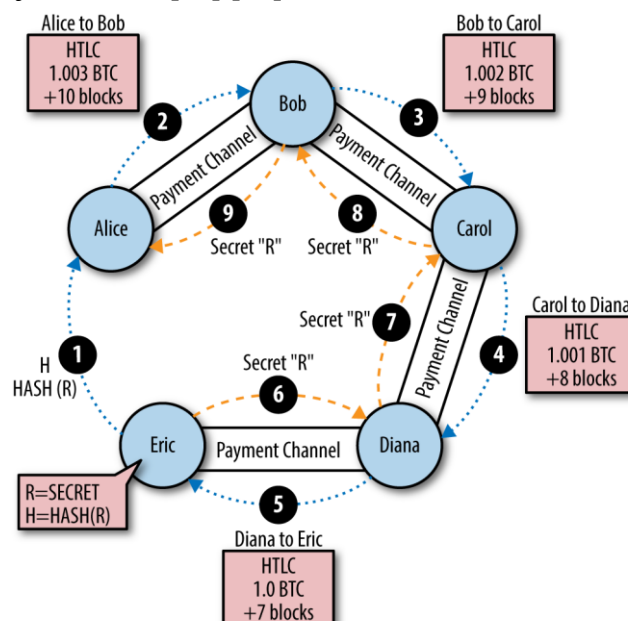 Alice to Bob
HTLC
1.003 BTC
+10 blocks
Bob to Carol
HTLC
1.002 BTC
+9 blocks
2
Bob
3
Payment Channel
Payment Channel
Alice
9
Secret "R"
8
Secret "R"
Carol
Carol to Diana
HTLC
1.001 BTC
+8 blocks
1
H
HASH (R)
Secret "R"
7
Payment Channel
4
Secret "R"
6
Eric
Payment Channel
Diana
R=SECRET
H=HASH(R)
5
Diana to Eric
HTLC
1.0 BTC
+7 blocks